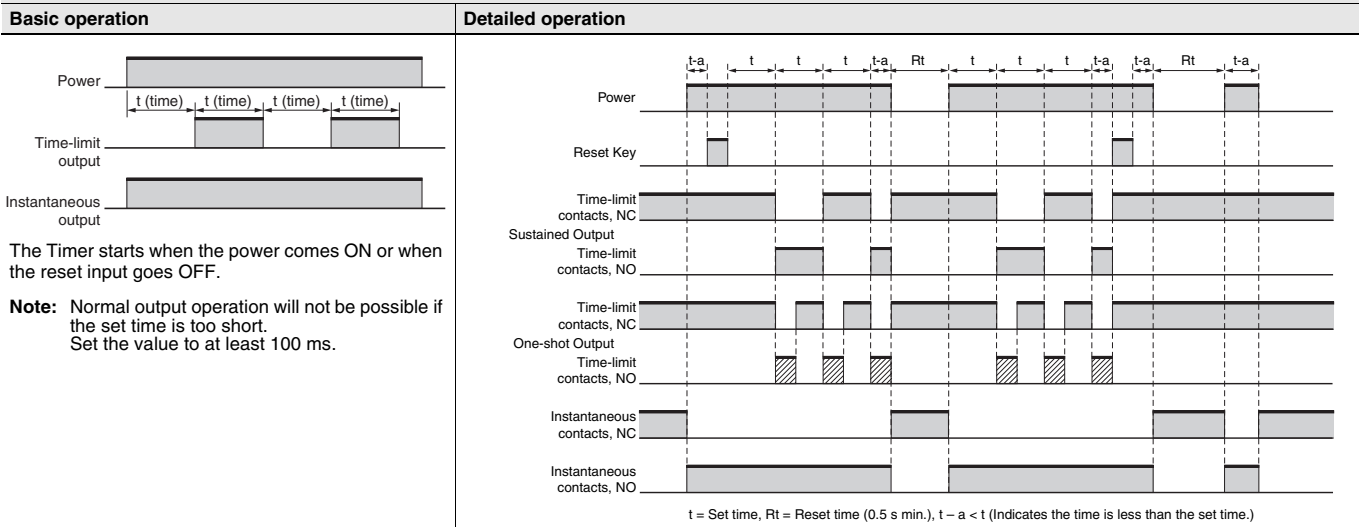 Basic operation
Detailed operation
Power
t (time) t (time) t (time) t (time)
Time-limit
output
Instantaneous
output
The Timer starts when the power comes ON or when
the reset input goes OFF.
Note: Normal output operation will not be possible if
the set time is too short.
Set the value to at least 100 ms.
t-a t t t t-a Rt t t t t-a t-a Rt t-a
Power
Reset Key
Time-limit
contacts, NC
Sustained Output
Time-limit
contacts, NO
Time-limit
contacts, NC
One-shot Output
Time-limit
contacts, NO
Instantaneous
contacts, NC
Instantaneous
contacts, NO
t = Set time, Rt = Reset time (0.5 s min.), t – a < t (Indicates the time is less than the set time.)